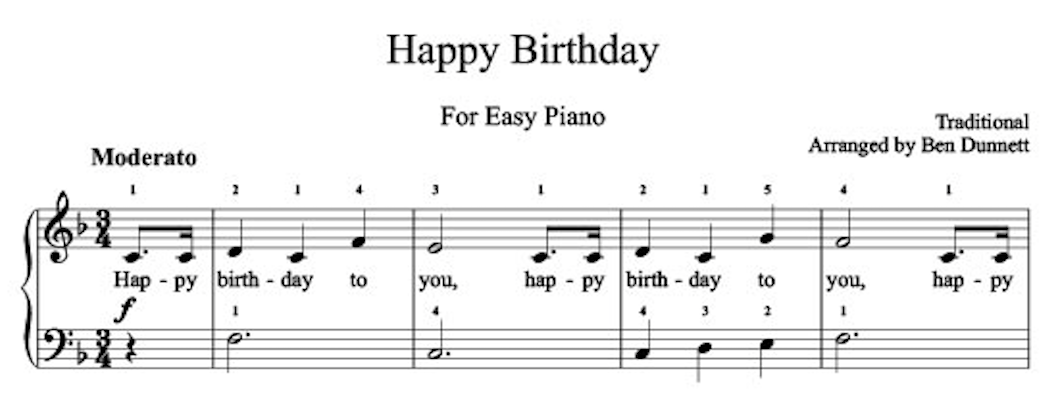 Happy Birthday
For Easy Piano
Traditional
Arranged by Ben Dunnett
Moderato
1 2 1 4 3 1 2 1 5 4 1
3
4
Hap - py birth - day to you, hap - py birth - day to you, hap - py
f
1 4 4 3 2 1
3
4